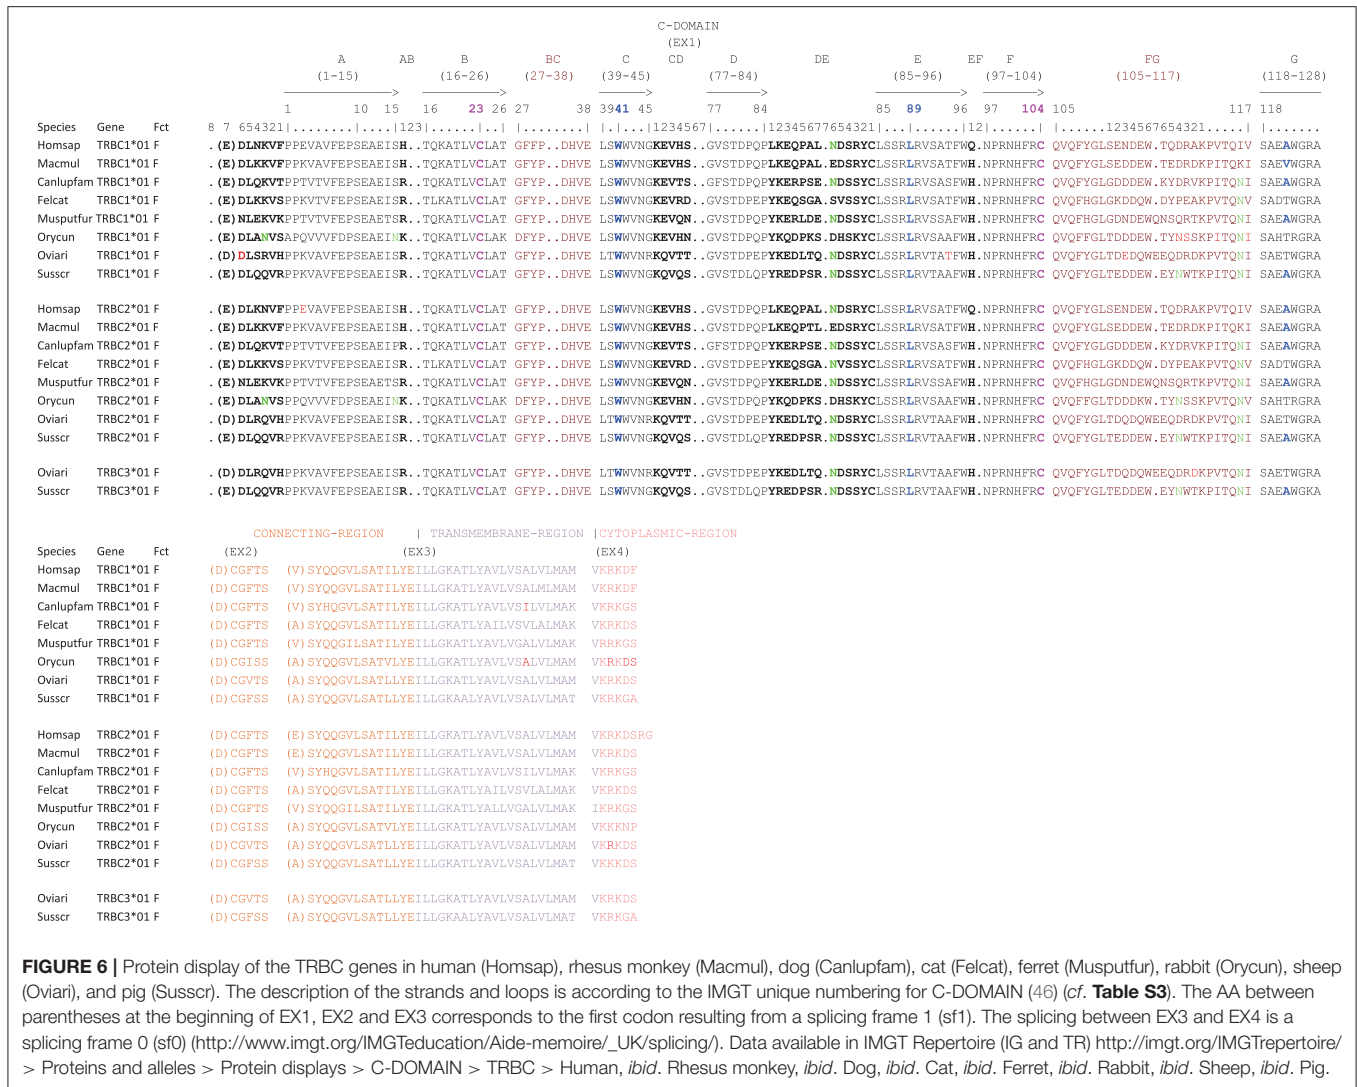 C-DOMAIN
(EX1)
A AB B BC C CD D DE E EF F FG G
(1-15) (16-26) (27-38) (39-45) (77-84) (85-96) (97-104) (105-117) (118-128)
1 10 15 16 23 26 27 38 39 41 45 77 84 85 89 96 97 104 105 117 118
Species Gene Fct 8 7 654321|........|....|123|......|..|
Homsap TRBC1*01 F .(E)DLNKVFPPEVAVFEPSEAEISH..TQKATLVCLAT GFFP..DHVE LSWWVNGKEVHS..GVSTDPQPLKEQPAL.NDSRYCLSSRLRVSATFWQ.NPRNHFRC QVQFYGLSENDEW.TQDRAKPVTQIV SAEAWGRA
Macmul TRBC1*01 F .(E)DLKKVFPPKVAVFEPSEAEISH..TQKATLVCLAT GFYP..DHVE LSWWVNGKEVHS..GVSTDPQPLKEQPAL.EDSRYCLSSRLRVSATFWH.NPRNHFRC QVQFYGLSENDEW.TEDRDKPITQKI SAEVWGRA
Canlupfam TRBC1*01 F .(E)DLQKVTPPTVTVFEPSEAEISR..TLKATLVCLAT GFYP..DHVE LSWWVNGKEVTS..GFSTDPQPYKERPSE.NDSSYCLSSRLRVSASFWH.NPRNHFRC QVQFYGLGDDDEW.KYDRVKPITQNI SAEAWGRA
Felcat TRBC1*01 F .(E)DLKKVSPPTVTVFEPSEAEISR..TQKATLVCLAT GFYP..DHVE LSWWVNGKEVRD..GVSTDPQPYKEQSGA.SVSSYCLSSRLRVSATFWH.NPRNHFRC QVQFHGLGKDDQW.DYPEAKPVTQNV SADTWGRA
Musputfur TRBC1*01 F .(E)NLEKVKPPTVTVFEPSEAETSR..TQKATLVCLAT GFYP..DHVE LSWWVNGKEVQN..GVSTDPQPYKERLDE.NDSSYCLSSRLRVSATFWH.NPRNHFRC QVQFHGLGDNDEWQNSQRTKPITQNI SAEAWGRA
Orycun TRBC1*01 F .(E)DLANVSAPQVVVFDPSEAEINK..TQKATLVCLAK DFYP..DHVE LSWWVNGKEVHN..GVSTDPQPYKQDPKS.DHSKYCLSSRLRVSAAFWH.NPRNHFRC QVQFFGLTDDDEW.TYNSSKPITQNI SAHTRGRA
Oviari TRBC1*01 F .(D)DLSRVHPPKVAVFEPSEAEISR..TQKATLVCLAT GFYP..DHVE LTWWVNGKQVTT..GVSTDPEPYKEDLTQ.NDSRYCLSSRLRVTATFWH.NPRNHFRC QVQFYGLTDEDQWEEQDRTKPITQNI SAETWGRA
Susscr TRBC1*01 F .(E)DLQQVRPPKVAVFEPSEAEISR..TQKATLVCLAT GFYP..DHVE LSWWVNGKQVQS..GVSTDLQPYREDPSR.NDSSYCLSSRLRVTAAFWH.NPRNHFRC QVQFYGLTEDDEW.EYNWTKPITQNI SAEAWGKA
Homsap TRBC2*01 F .(E)DLKNVFPPEVAVFEPSEAEISH..TQKATLVCLAT GFYP..DHVE LSWWVNGKEVHS..GVSTDPQPLKEQPAL.NDSRYCLSSRLRVSATFWQ.NPRNHFRC QVQFYGLSENDEW.TQDRAKPVTQIV SAEAWGRA
Macmul TRBC2*01 F .(E)DLKKVFPPKVAVFEPSEAEISH..TQKATLVCLAT GFYP..DHVE LSWWVNGKEVHS..GVSTDPQPLKEQPTL.EDSRYCLSSRLRVSATFWH.NPRNHFRC QVQFYGLSENDEW.TEDRDKPITQKI SAEAWGRA
Canlupfam TRBC2*01 F .(E)DLQKVTPPTVAVFEPSEAEISR..TLKATLVCLAT GFYP..DHVE LSWWVNGKEVTS..GVSTDPQPYKERPSE.NDSSYCLSSRLRVSASFWH.NPRNHFRC QVQFYGLGDDDEW.KYDRVKPITQNI SAEAWGRA
Felcat TRBC2*01 F .(E)DLKKVSPPTVTVFEPSEAEISR..TQKATLVCLAT GFYP..DHVE LSWWVNGKEVRD..GVSTDPQPYKEQSGA.NVSSYCLSSRLRVSATFWH.NPRNHFRC QVQFHGLGKDDQW.DYPEAKPVTQNV SADTWGRA
Musputfur TRBC2*01 F .(E)NLEKVKPPTVTVFEPSEAEISR..TQKATLVCLAT GFYP..DHVE LSWWVNGKEVQN..GVSTDPQPYKERLDE.NDSSYCLSSRLRVSATFWH.NPRNHFRC QVQFHGLGDNDEWQNSQRTKPITQNI SAEAWGRA
Orycun TRBC2*01 F .(E)DLANVSPPQVVVFDPSEAEINK..TQKATLVCLAK DFYP..DHVE LSWWVNGKEVHN..GVSTDPQPYKQDPKS.DHSKYCLSSRLRVSAAFWH.NPRNHFRC QVQFFGLTDDDKW.TYNSSKPVTQNV SAHTRGRA
Oviari TRBC2*01 F .(D)DLRQVHPPKVAVFEPSEAEISR..TQKATLVCLAT GFYP..DHVE LTWWVNRKQVTT..GVSTDPEPYKEDLTQ.NDSRYCLSSRLRVTAAFWH.NPRNHFRC QVQFYGLTDQDQWEEQDRDKPVTQNI SAETWGRA
Susscr TRBC2*01 F .(E)DLQQVRPPKVAVFEPSEAEISR..TQKATLVCLAT GFYP..DHVE LSWWVNGKQVQS..GVSTDLQPYREDPSR.NDSSYCLSSRLRVTAAFWH.NPRNHFRC QVQFYGLTEDDEW.EYNWTKPITQNI SAEAWGKA
Oviari TRBC3*01 F .(D)DLRQVHPPKVAVFEPSEAEISR..TQKATLVCLAT GFYP..DHVE LTWWVNRKQVTT..GVSTDPEPYKEDLTQ.NDSRYCLSSRLRVTAAFWH.NPRNHFRC QVQFYGLTDQDQWEEQDRDKPVTQNI SAETWGRA
Susscr TRBC3*01 F .(E)DLQQVRPPKVAVFEPSEAEISR..TQKATLVCLAT GFYP..DHVE LSWWVNGKQVQS..GVSTDLQPYREDPSR.NDSSYCLSSRLRVTAAFWH.NPRNHFRC QVQFYGLTEDDEW.EYNWTKPITQNI SAEAWGKA
CONNECTING-REGION | TRANSMEMBRANE-REGION |CYTOPLASMIC-REGION
Species Gene Fct (EX2) (EX3) (EX4)
Homsap TRBC1*01 F (D)CGFTS (V)SYQQGVLSATILYEILLGKATLYAVLVSALVLMAM VKRKDF
Macmul TRBC1*01 F (D)CGFTS (V)SYQQGVLSATILYEILLGKATLYAVLVSALMLMAM VKRKDF
Canlupfam TRBC1*01 F (D)CGFTS (V)SYHQGVLSATILYEILLGKATLYAVLVSILVLMAK VKRKGS
Felcat TRBC1*01 F (D)CGFTS (A)SYQQGVLSATILYEILLGKATLYAILVSVLALMAM VKRKDS
Musputfur TRBC1*01 F (D)CGFTS (V)SYQQGILSATILYEILLGKATLYAVLVGALVLMAK VRRKGS
Orycun TRBC1*01 F (D)CGISS (A)SYQQGVLSATVLYEILLGKATLYAVLVSALVLMAM VKRKDS
Oviari TRBC1*01 F (D)CGVTS (A)SYQQGVLSATLLYEILLGKATLYAVLVSALVLMAM VKRKDS
Susscr TRBC1*01 F (D)CGFSS (A)SYQQGVLSATLLYEILLGKAALYAVLVSALVLMAT VKRKGA
Homsap TRBC2*01 F (D)CGFTS (E)SYQQGVLSATILYEILLGKATLYAVLVSALVLMAM VKRKDSRG
Macmul TRBC2*01 F (D)CGFTS (E)SYQQGVLSATILYEILLGKATLYAVLVSALVLMAM VKRKDS
Canlupfam TRBC2*01 F (D)CGFTS (V)SYHQGVLSATILYEILLGKATLYAVLVSILVLMAK VKRKGS
Felcat TRBC2*01 F (D)CGFTS (A)SYQQGVLSATILYEILLGKATLYAILVSVLALMAM VKRKDS
Musputfur TRBC2*01 F (D)CGFTS (V)SYQQGILSATILYEILLGKATLYALLVGALVLMAK IKRKGS
Orycun TRBC2*01 F (D)CGISS (A)SYQQGVLSATVLYEILLGKATLYAVLVSALVLMAM VKKKNP
Oviari TRBC2*01 F (D)CGVTS (A)SYQQGVLSATLLYEILLGKATLYAVLVSALVLMAM VKRKDS
Susscr TRBC2*01 F (D)CGFSS (A)SYQQGVLSATLLYEILLGKATLYAVLVSALVLMAT VKKKDS
Oviari TRBC3*01 F (D)CGVTS (A)SYQQGVLSATLLYEILLGKATLYAVLVSALVLMAM VKRKDS
Susscr TRBC3*01 F (D)CGFSS (A)SYQQGVLSATLLYEILLGKAALYAVLVSALVLMAT VKRKGA
FIGURE 6 | Protein display of the TRBC genes in human (Homsap), rhesus monkey (Macmul), dog (Canlupfam), cat (Felcat), ferret (Musputfur), rabbit (Orycun), sheep
(Oviari), and pig (Susscr). The description of the strands and loops is according to the IMGT unique numbering for C-DOMAIN (46) (cf. Table S3). The AA between
parentheses at the beginning of EX1, EX2 and EX3 corresponds to the first codon resulting from a splicing frame 1 (sf1). The splicing between EX3 and EX4 is a
splicing frame 0 (sf0) (http://www.imgt.org/IMGTeducation/Aide-memoire/_UK/splicing/). Data available in IMGT Repertoire (IG and TR) http://imgt.org/IMGTrepertoire/
> Proteins and alleles > Protein displays > C-DOMAIN > TRBC > Human, ibid. Rhesus monkey, ibid. Dog, ibid. Cat, ibid. Ferret, ibid. Rabbit, ibid. Sheep, ibid. Pig.